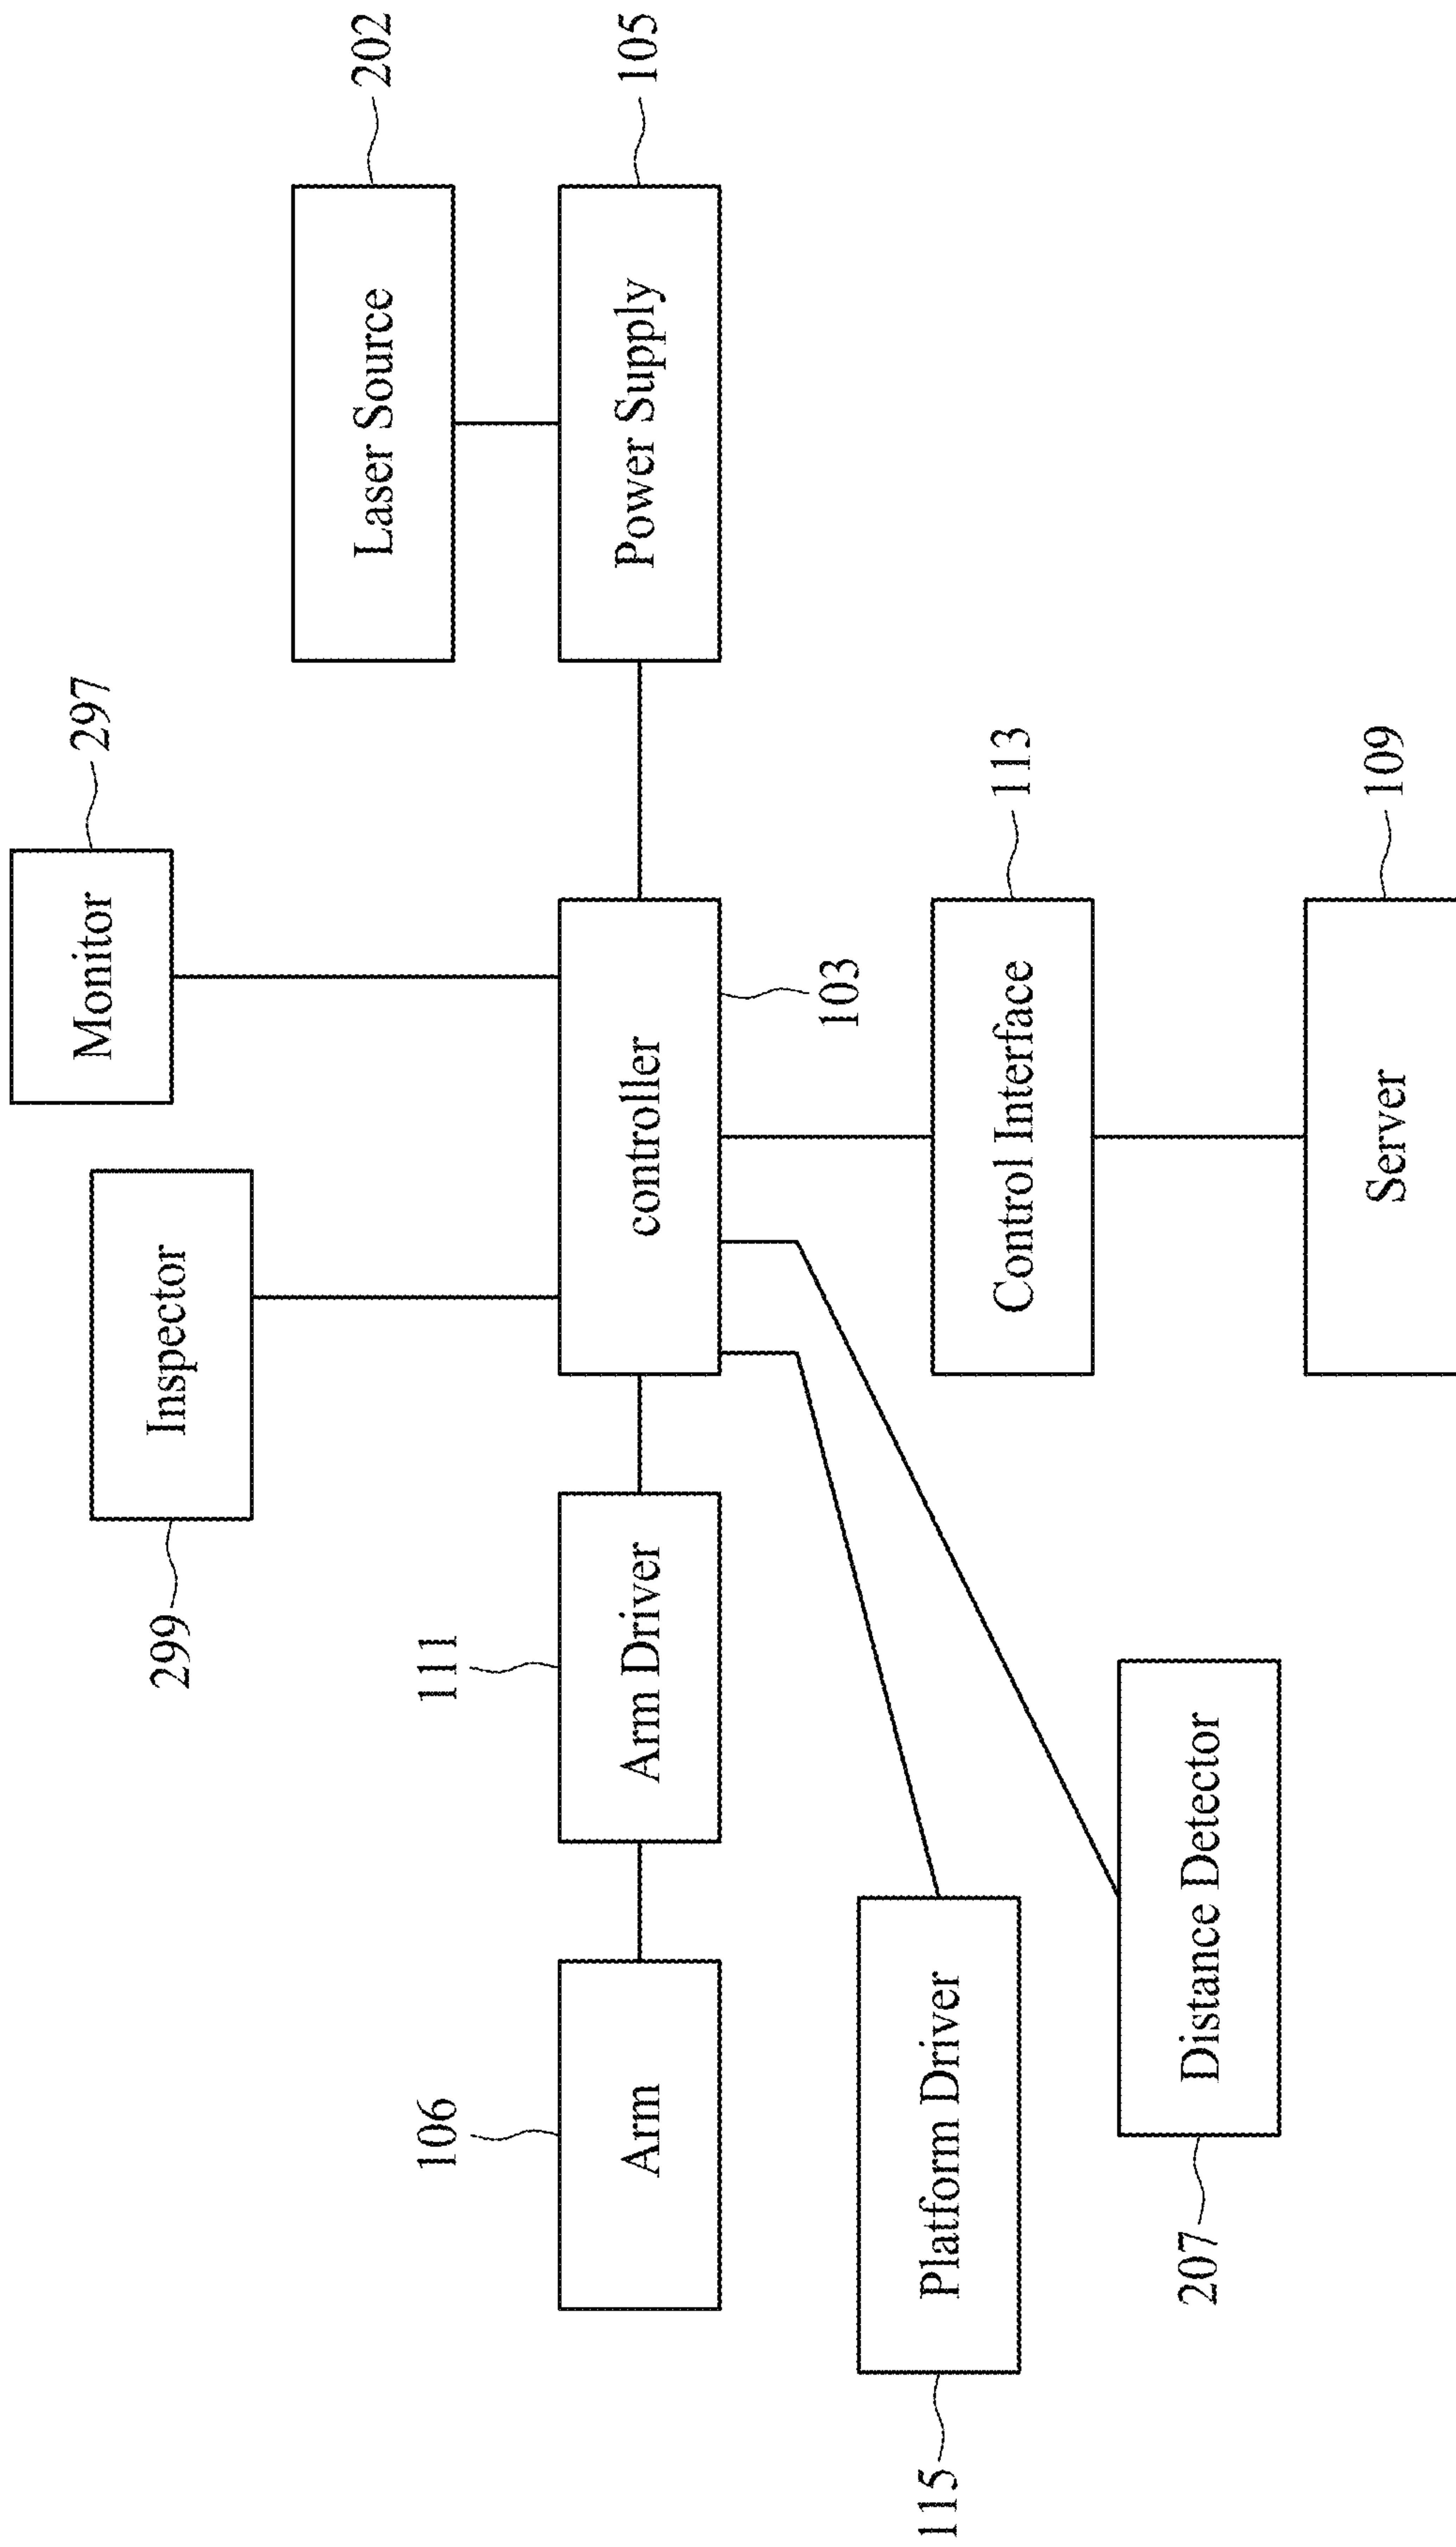 Monitor
297
Inspector
299
Laser Source
202
Arm
106
Arm Driver
111
controller
103
Power Supply
105
Platform Driver
115
Control Interface
113
Distance Detector
207
Server
109